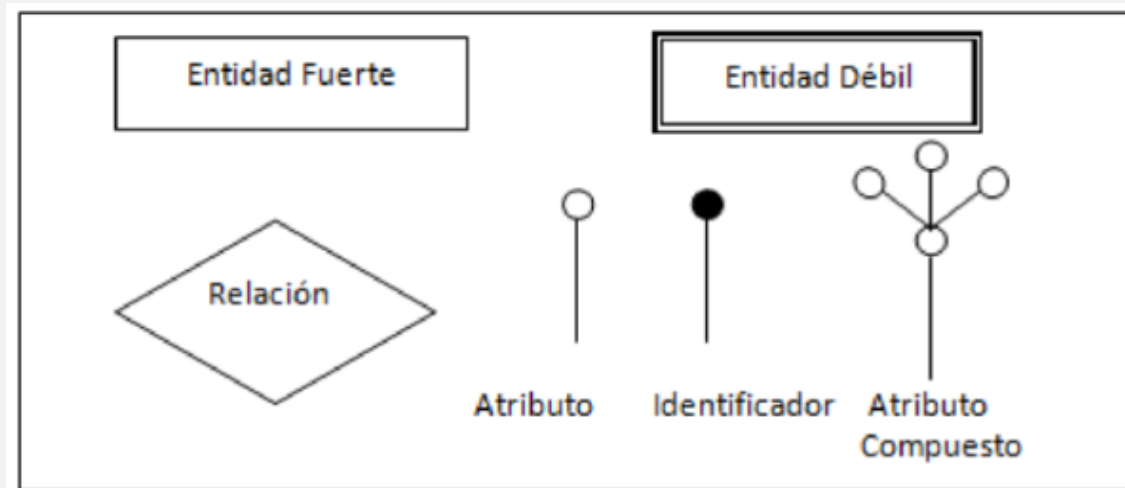 Entidad Fuerte
Entidad Débil
Relación
Atributo
Identificador
Atributo
Compuesto